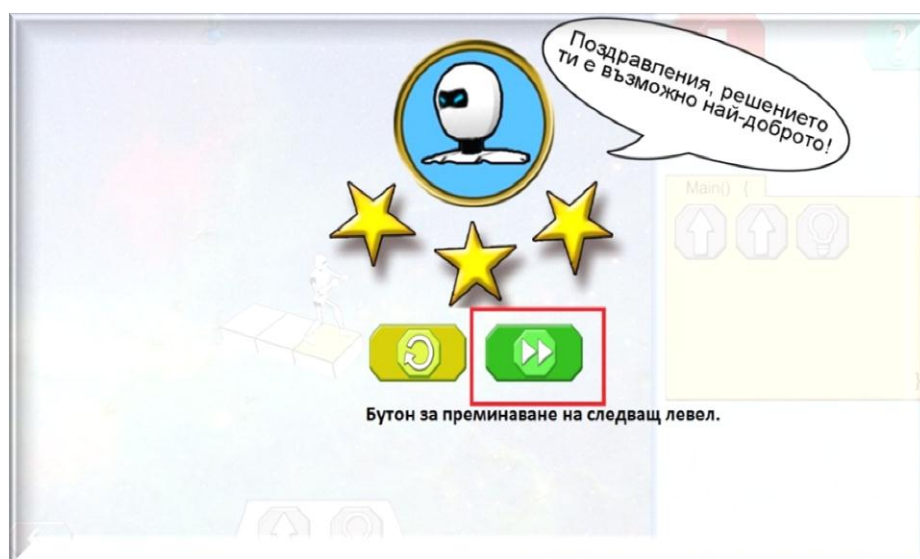 Поздравления, решението
ти е възможно най-доброто!
?
Main() {
Бутон за преминаване на следващ левел.